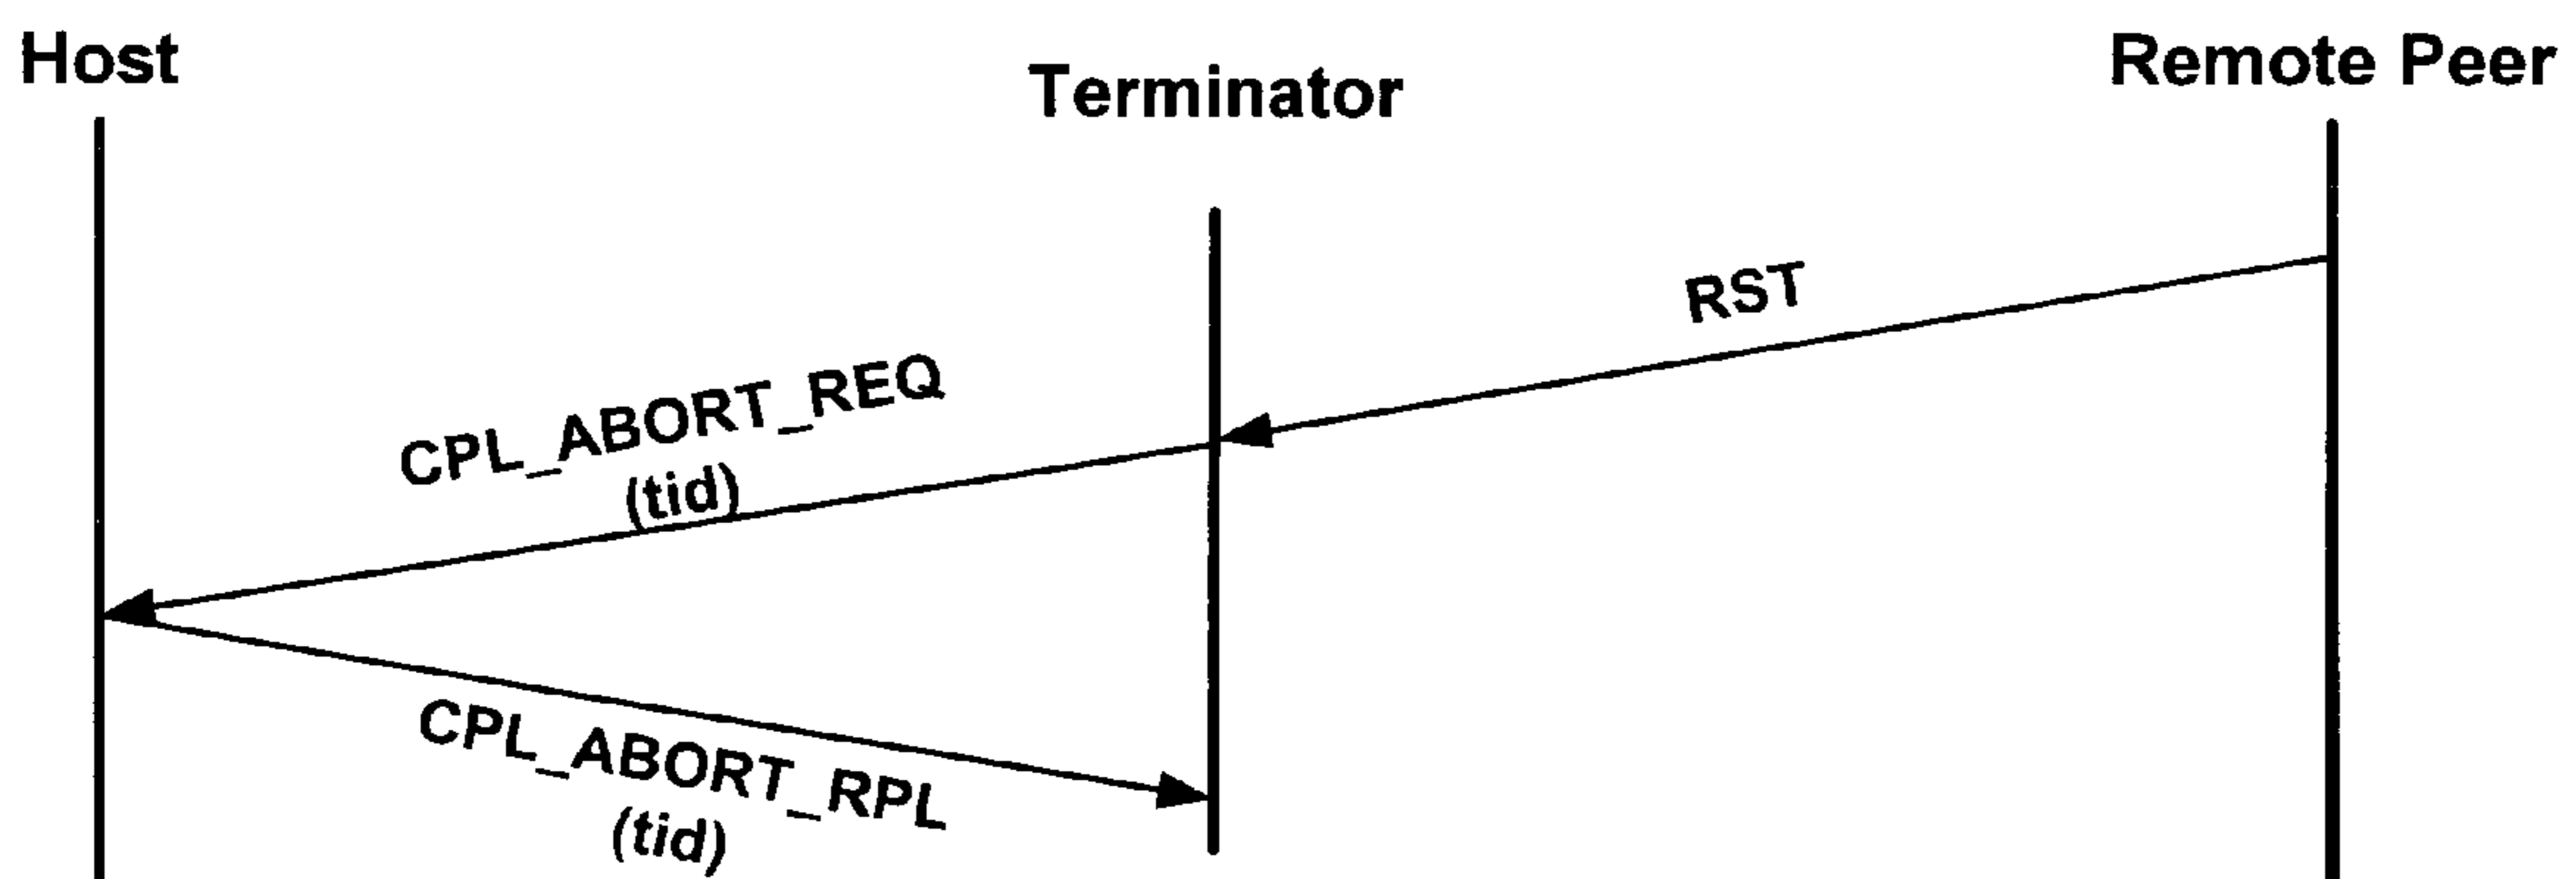 Host
Terminator
Remote Peer
RST
CPL_ABORT_REQ
(tid)
CPL_ABORT_RPL
(tid)